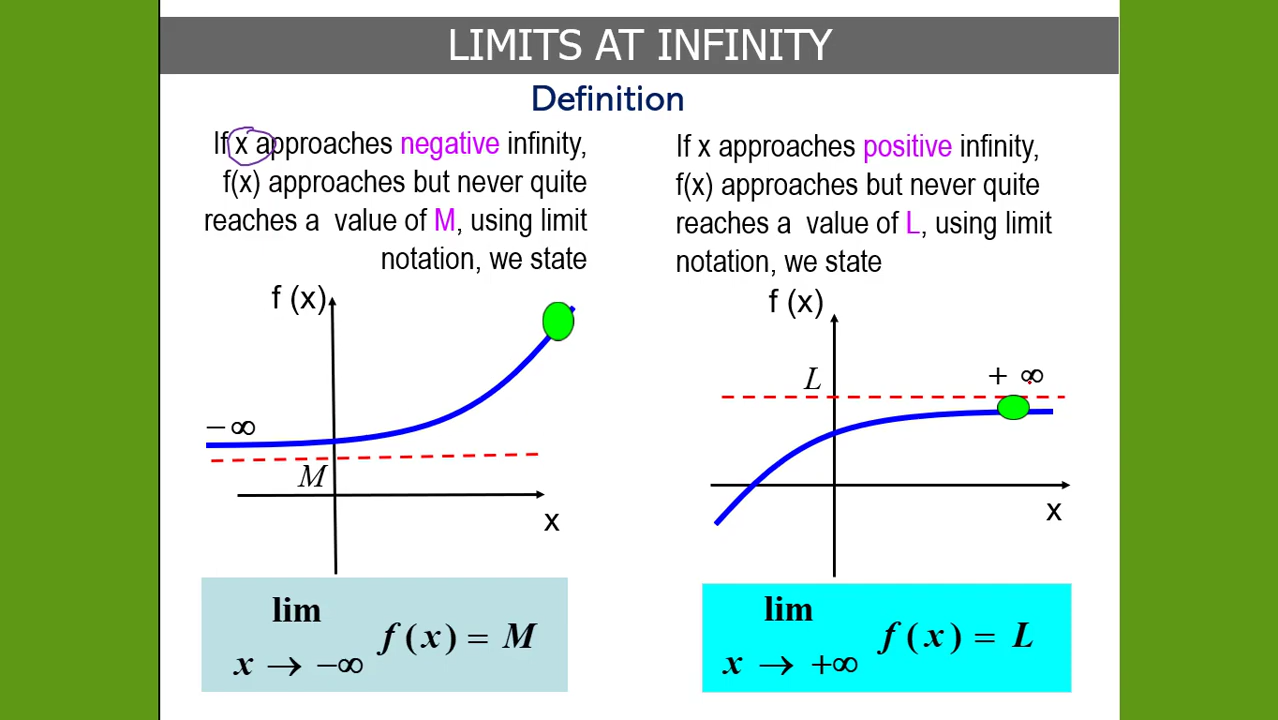 LIMITS AT INFINITY
Definition
If x approaches negative infinity,
f(x) approaches but never quite
reaches a value of M, using limit
notation, we state
f (x)
− ∞
M
x
lim
x → −∞
f ( x ) = M
If x approaches positive infinity,
f(x) approaches but never quite
reaches a value of L, using limit
notation, we state
f (x)
L
+ ∞
x
lim
x → +∞
f ( x ) = L